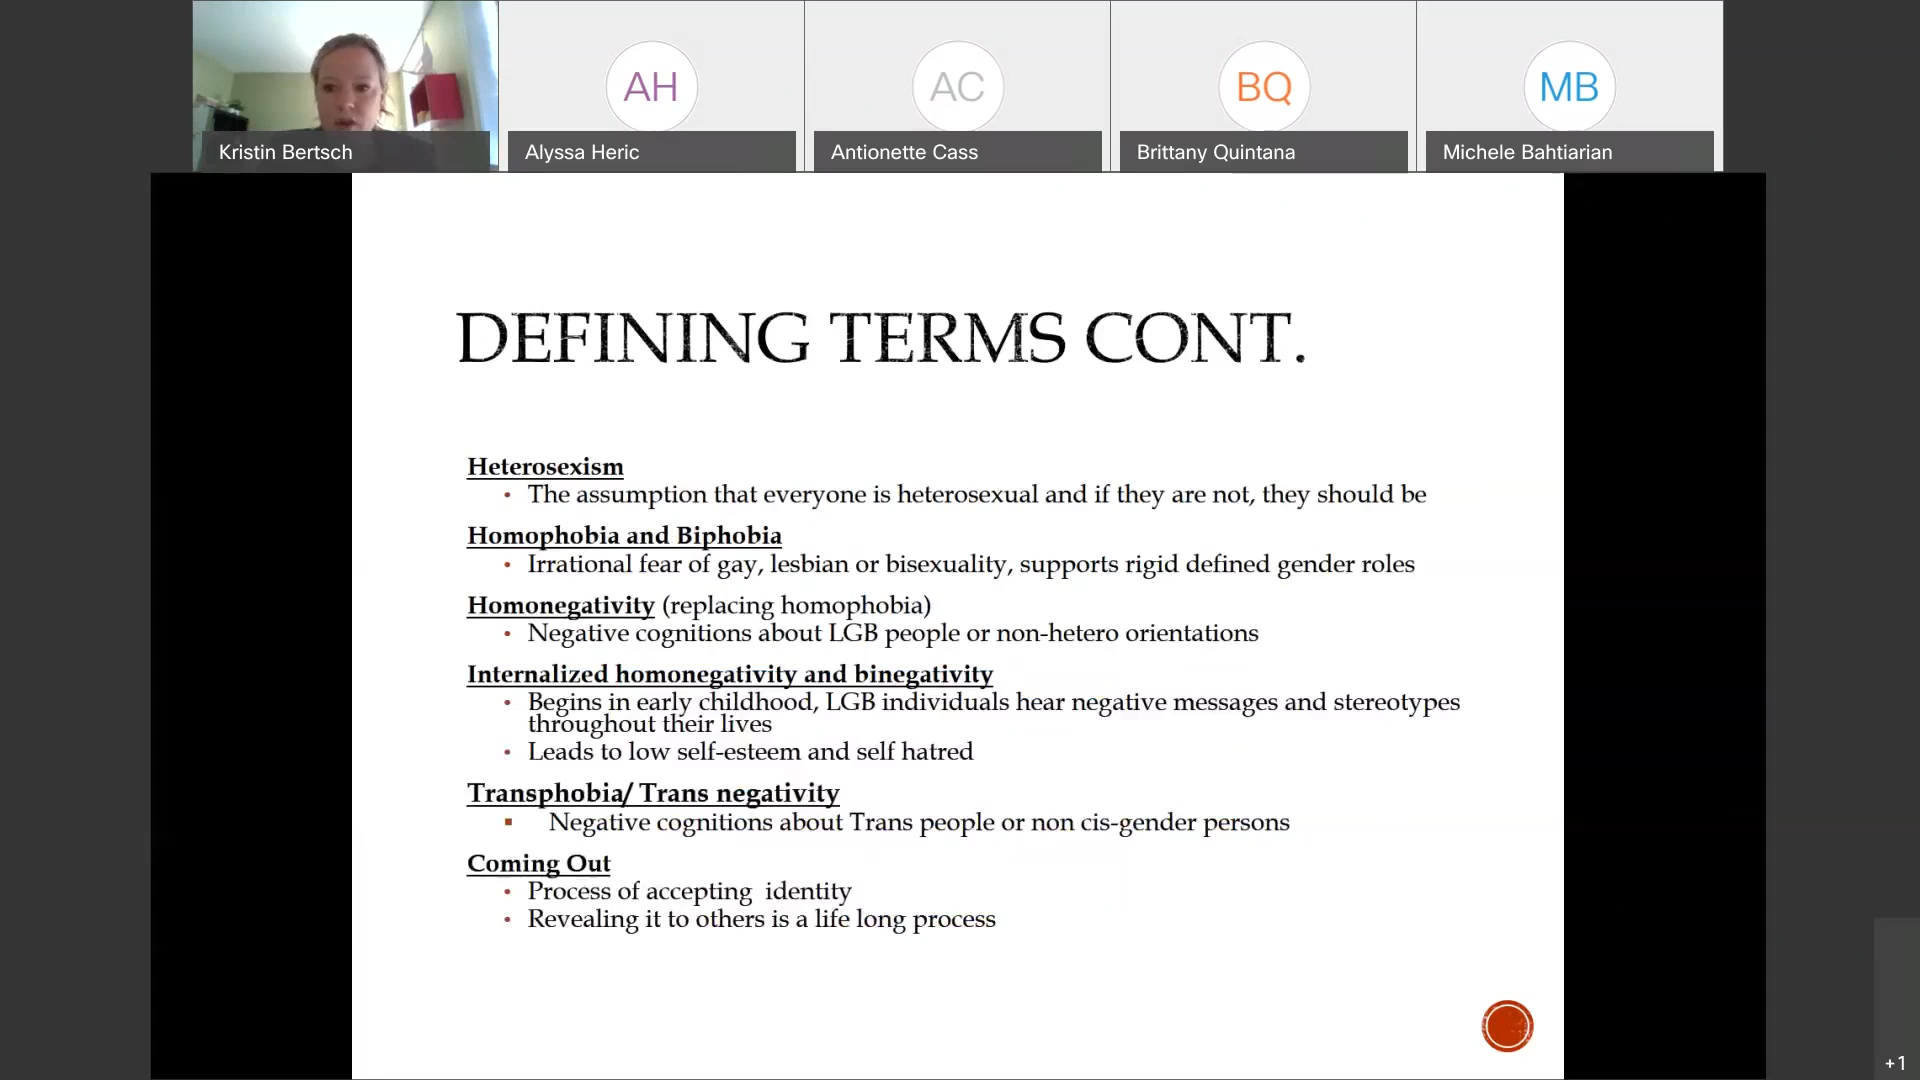 AH
AC
BQ
MB
Kristin Bertsch
Alyssa Heric
Antionette Cass
Brittany Quintana
Michele Bahtiarian
DEFINING TERMS CONT.
Heterosexism
• The assumption that everyone is heterosexual and if they are not, they should be
Homophobia and Biphobia
• Irrational fear of gay, lesbian or bisexuality, supports rigid defined gender roles
Homonegativity (replacing homophobia)
• Negative cognitions about LGB people or non-hetero orientations
Internalized homonegativity and binegativity
• Begins in early childhood, LGB individuals hear negative messages and stereotypes
throughout their lives
• Leads to low self-esteem and self hatred
Transphobia/ Trans negativity
▪ Negative cognitions about Trans people or non cis-gender persons
Coming Out
• Process of accepting  identity
• Revealing it to others is a life long process
+1